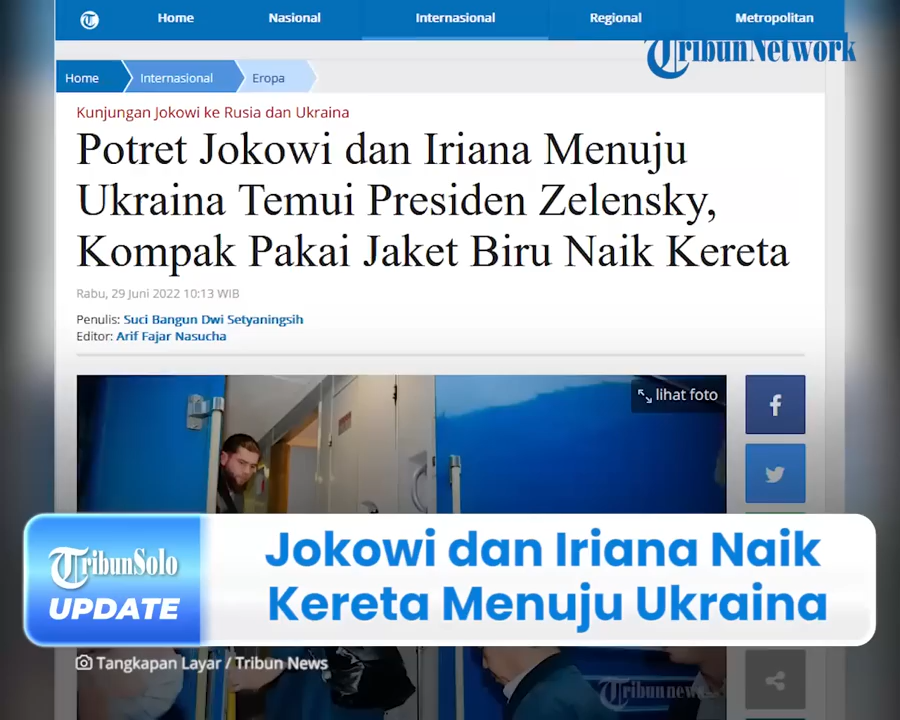 Home Nasional Internasional Regional Metropolitan
TribunNetwork
Home Internasional Eropa
Kunjungan Jokowi ke Rusia dan Ukraina
Potret Jokowi dan Iriana Menuju
Ukraina Temui Presiden Zelensky,
Kompak Pakai Jaket Biru Naik Kereta
Rabu, 29 Juni 2022 10:13 WIB
Penulis: Suci Bangun Dwi Setyaningsih
Editor: Arif Fajar Nasucha
lihat foto
TribunSolo
UPDATE
Jokowi dan Iriana Naik
Kereta Menuju Ukraina
Tangkapan Layar / Tribun News
Tribunnews